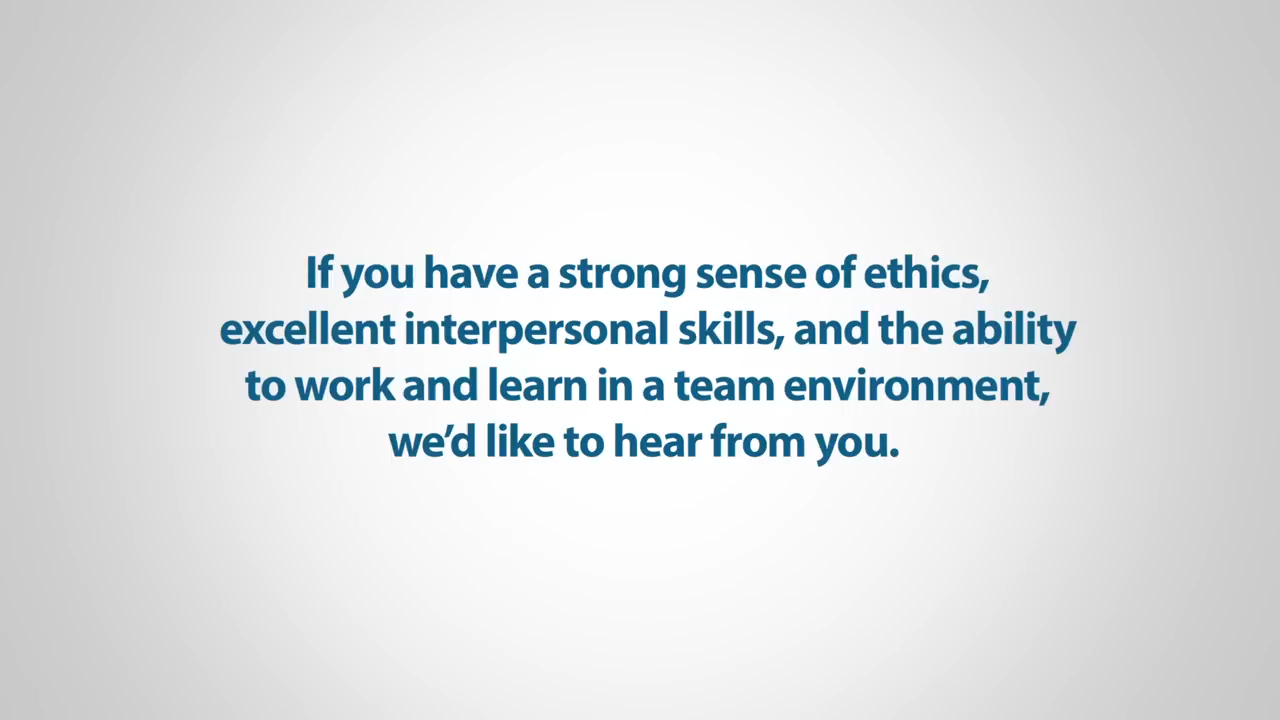 If you have a strong sense of ethics,
excellent interpersonal skills, and the ability
to work and learn in a team environment,
we’d like to hear from you.